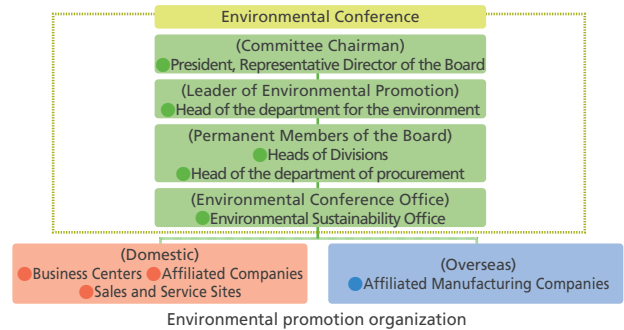 Environmental Conference
(Committee Chairman)
●President, Representative Director of the Board
(Leader of Environmental Promotion)
●Head of the department for the environment
(Permanent Members of the Board)
●Heads of Divisions
●Head of the department of procurement
(Environmental Conference Office)
●Environmental Sustainability Office
(Domestic)
●Business Centers ●Affiliated Companies
●Sales and Service Sites
(Overseas)
●Affiliated Manufacturing Companies
Environmental promotion organization